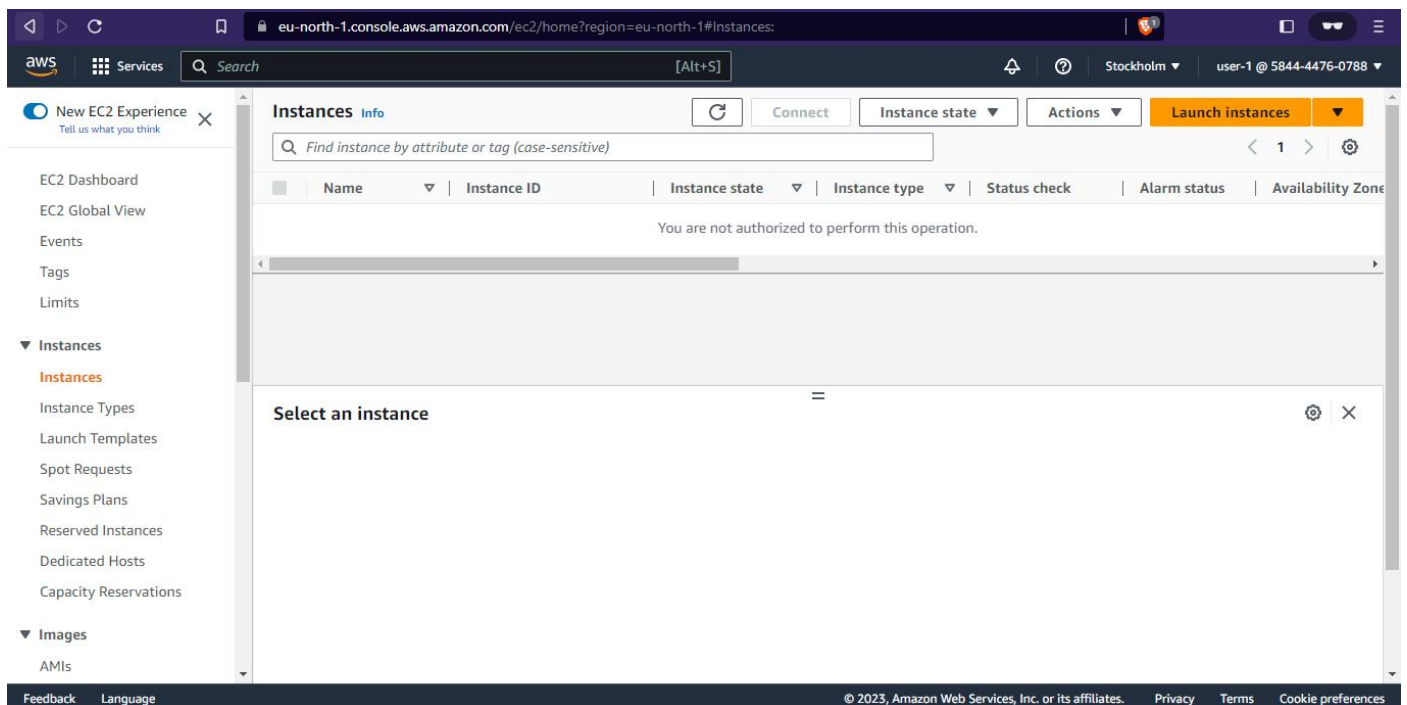 eu-north-1.console.aws.amazon.com/ec2/home?region=eu-north-1#Instances:
1
aws Services Search [Alt+S] Stockholm user-1 @ 5844-4476-0788
New EC2 Experience
Tell us what you think
EC2 Dashboard
EC2 Global View
Events
Tags
Limits
Instances
Instances
Instance Types
Launch Templates
Spot Requests
Savings Plans
Reserved Instances
Dedicated Hosts
Capacity Reservations
Images
AMIs
Instances Info Connect Instance state Actions Launch instances
Find instance by attribute or tag (case-sensitive) 1
Name Instance ID Instance state Instance type Status check Alarm status Availability Zone
You are not authorized to perform this operation.
Select an instance
Feedback Language © 2023, Amazon Web Services, Inc. or its affiliates. Privacy Terms Cookie preferences